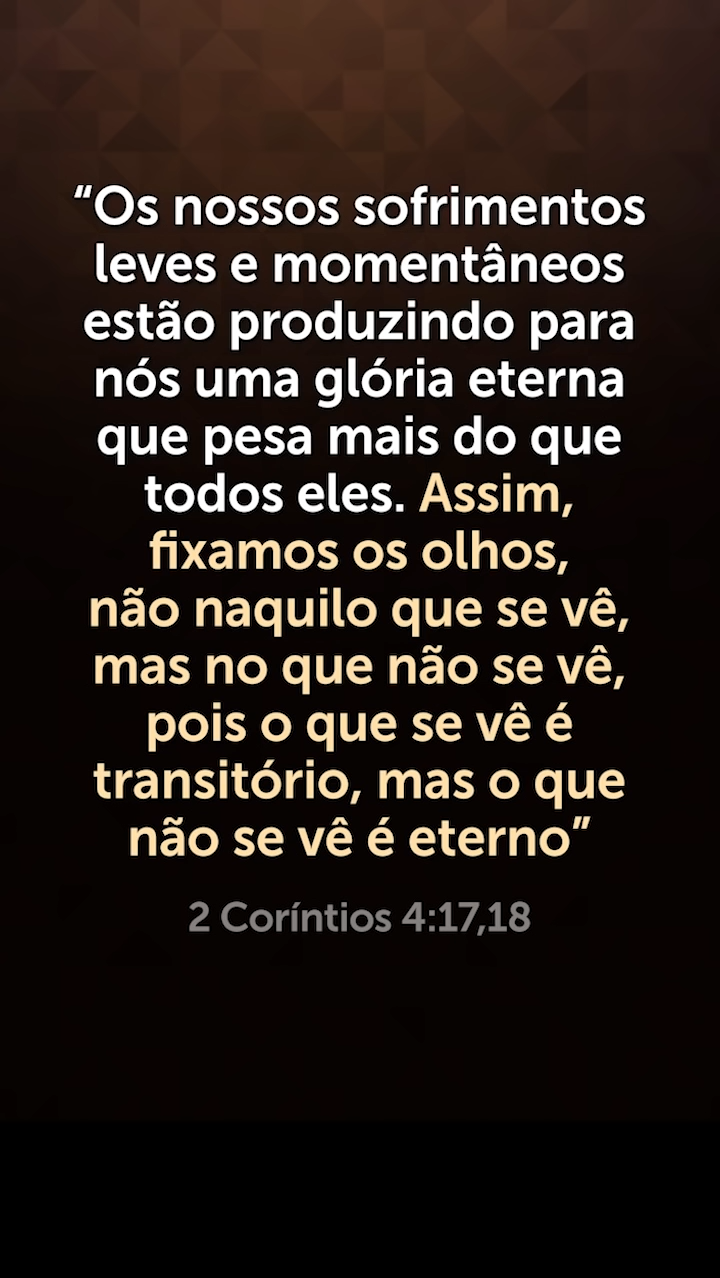 “Os nossos sofrimentos
leves e momentâneos
estão produzindo para
nós uma glória eterna
que pesa mais do que
todos eles. Assim,
fixamos os olhos,
não naquilo que se vê,
mas no que não se vê,
pois o que se vê é
transitório, mas o que
não se vê é eterno”
2 Coríntios 4:17,18